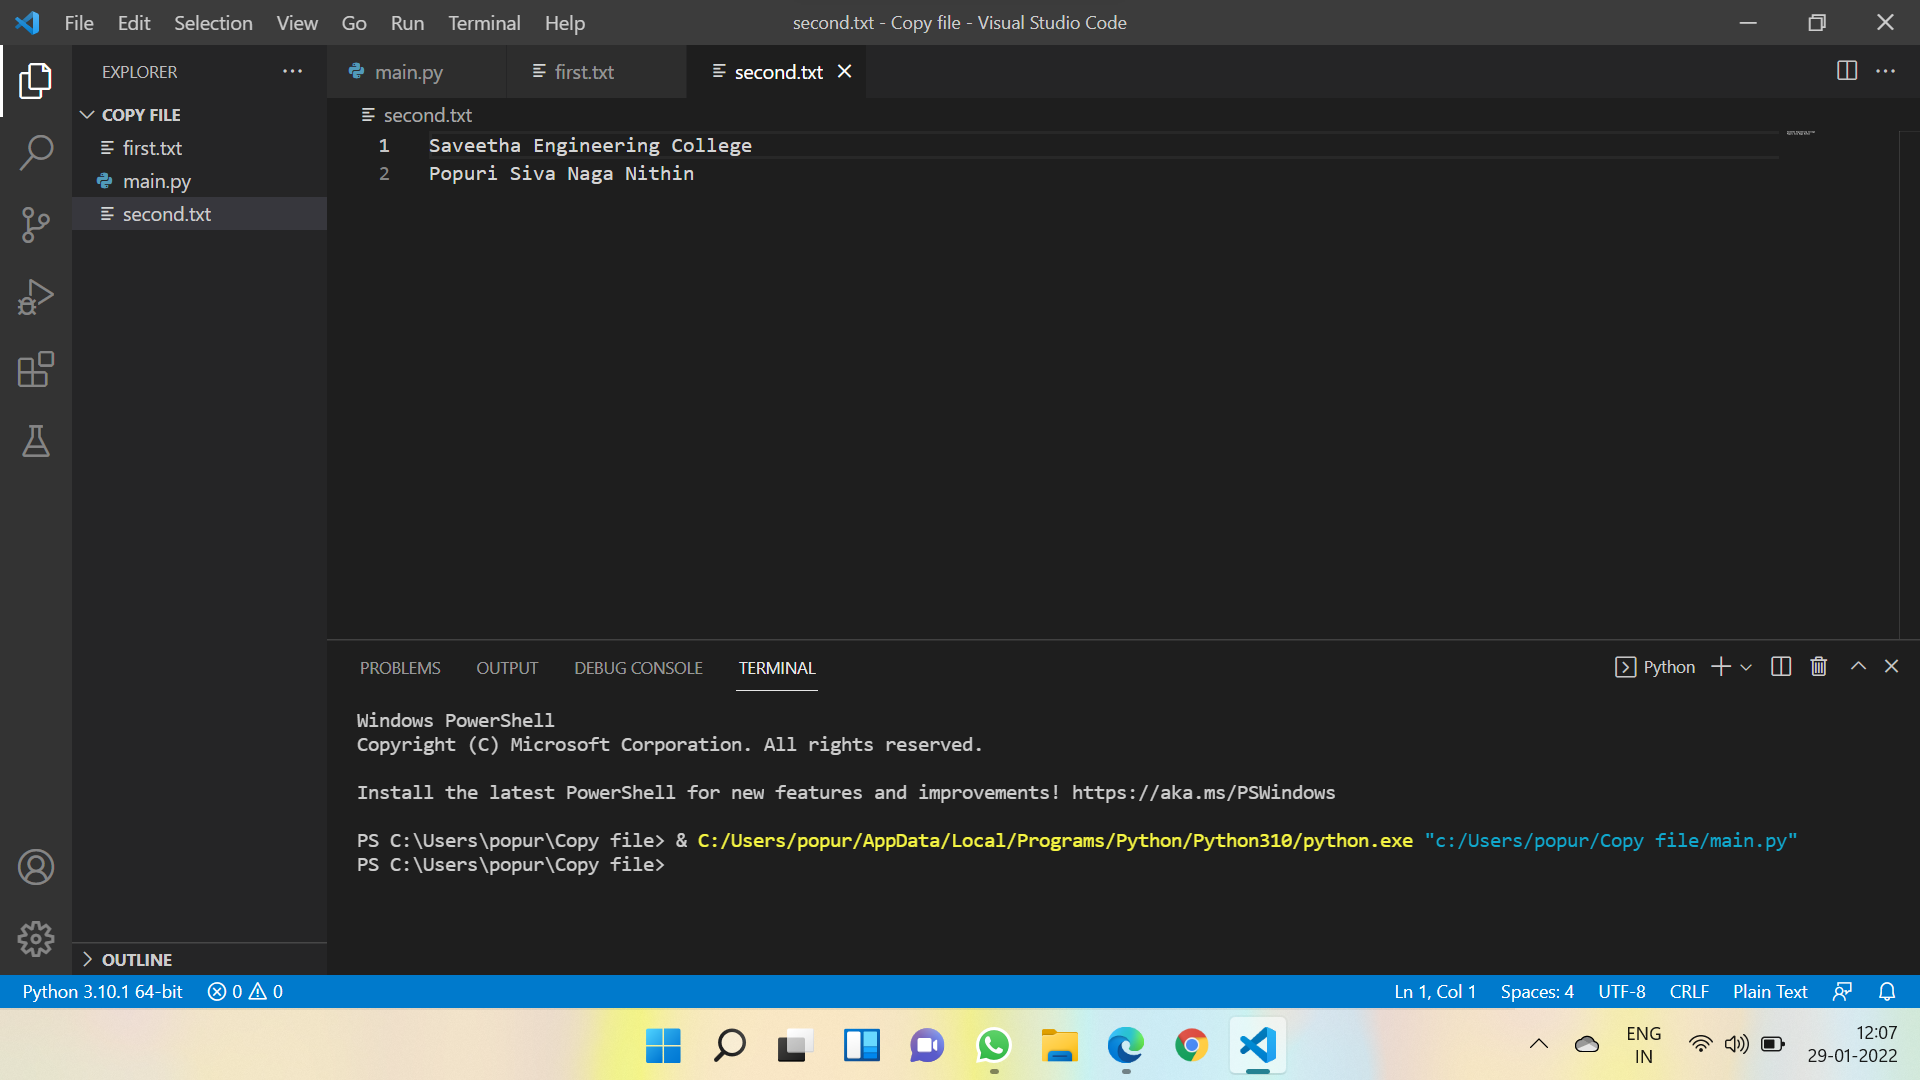 File Edit Selection View Go Run Terminal Help
second.txt - Copy file - Visual Studio Code
EXPLORER
COPY FILE
first.txt
main.py
second.txt
OUTLINE
main.py
first.txt
second.txt
second.txt
1 Saveetha Engineering College
2 Popuri Siva Naga Nithin
PROBLEMS OUTPUT DEBUG CONSOLE TERMINAL
Python
Windows PowerShell
Copyright (C) Microsoft Corporation. All rights reserved.
Install the latest PowerShell for new features and improvements! https://aka.ms/PSWindows
PS C:\Users\popur\Copy file> & C:/Users/popur/AppData/Local/Programs/Python/Python310/python.exe "c:/Users/popur/Copy file/main.py"
PS C:\Users\popur\Copy file>
Python 3.10.1 64-bit 0 0
Ln 1, Col 1 Spaces: 4 UTF-8 CRLF Plain Text
ENG
IN
12:07
29-01-2022